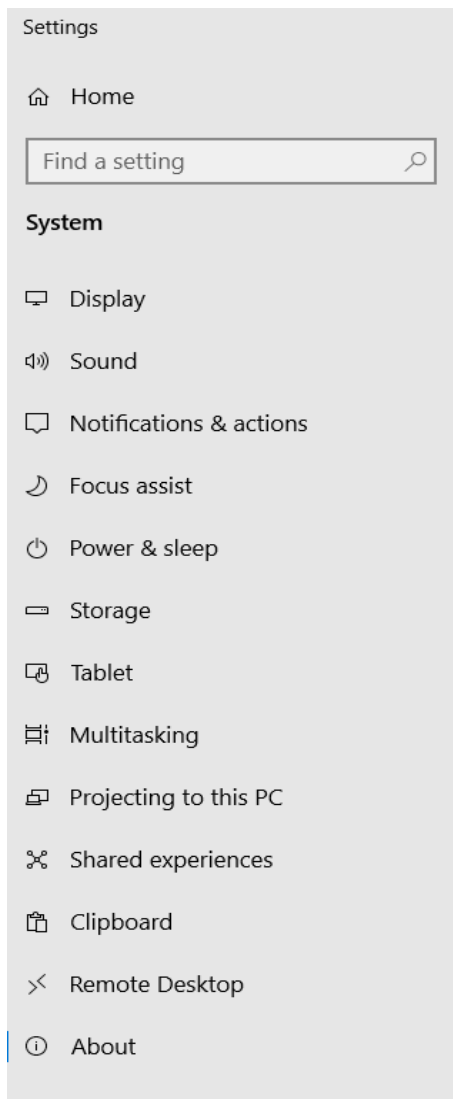 Settings
Home
Find a setting
System
Display
Sound
Notifications & actions
Focus assist
Power & sleep
Storage
Tablet
Multitasking
Projecting to this PC
Shared experiences
Clipboard
Remote Desktop
About